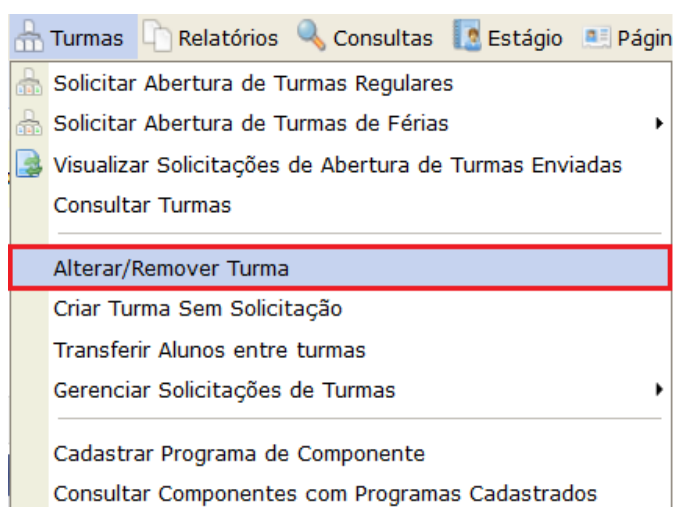 Turmas Relatórios Consultas Estágio Págin
Solicitar Abertura de Turmas Regulares
Solicitar Abertura de Turmas de Férias
Visualizar Solicitações de Abertura de Turmas Enviadas
Consultar Turmas
Alterar/Remover Turma
Criar Turma Sem Solicitação
Transferir Alunos entre turmas
Gerenciar Solicitações de Turmas
Cadastrar Programa de Componente
Consultar Componentes com Programas Cadastrados